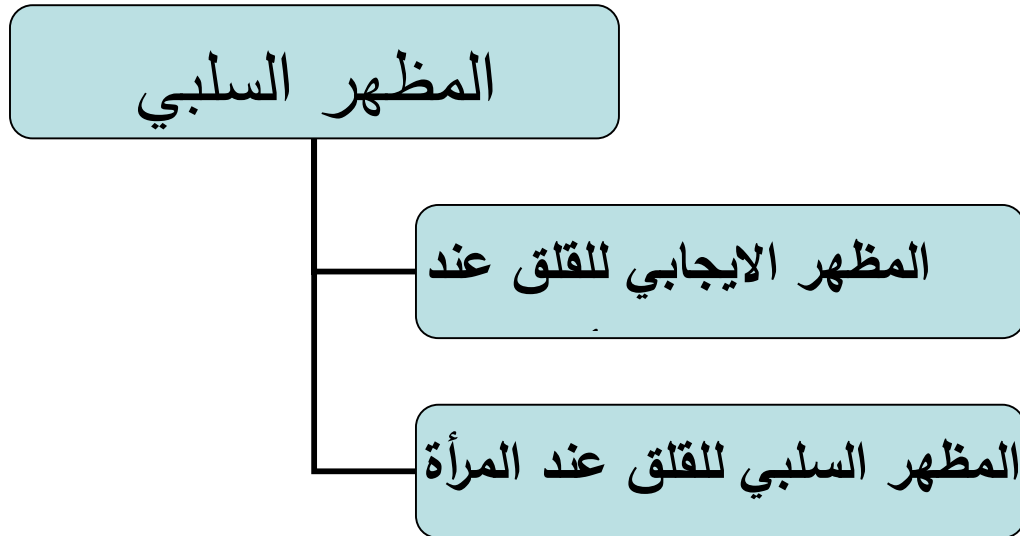 المظهر السلبي
المظهر الايجابي للقلق عند
المظهر السلبي للقلق عند المرأة